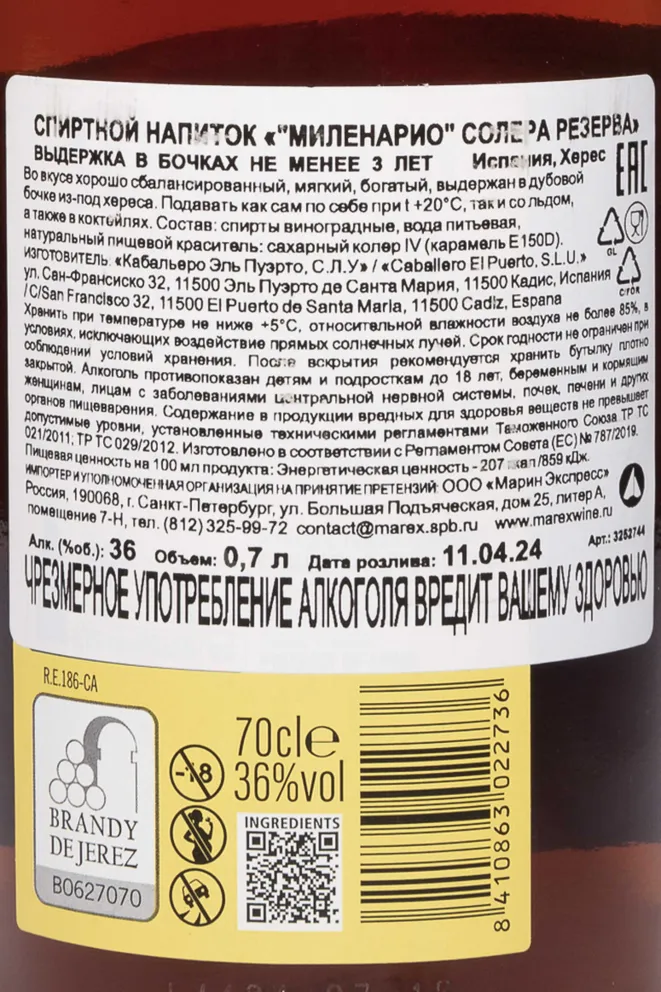 СПИРТНОЙ НАПИТОК «"МИЛЕНАРИО" СОЛЕРА РЕЗЕРВА»
ВЫДЕРЖКА В БОЧКАХ НЕ МЕНЕЕ 3 ЛЕТ Испания, Херес
EAC
Во вкусе хорошо сбалансированный, мягкий, богатый, выдержан в дубовой
бочке из-под хереса. Подавать как сам по себе при t +20°C, так и со льдом,
а также в коктейлях. Состав: спирты виноградные, вода питьевая,
натуральный пищевой краситель: сахарный колер IV (карамель E150D).
GL
ИЗГОТОВИТЕЛЬ: «Кабальеро Эль Пуэрто, С.Л.У» / «Caballero El Puerto, S.L.U.»
ул. Сан-Франсиско 32, 11500 Эль Пуэрто де Санта Мария, 11500 Кадис, Испания
/C/San Francisco 32, 11500 El Puerto de Santa Maria, 11500 Cadiz, Espana
C/FOR
Хранить при температуре не ниже +5°C, относительной влажности воздуха не более 85%, в
условиях, исключающих воздействие прямых солнечных лучей. Срок годности не ограничен при
соблюдении условий хранения. После вскрытия рекомендуется хранить бутылку плотно
закрытой. Алкоголь противопоказан детям и подросткам до 18 лет, беременным и кормящим
женщинам, лицам с заболеваниями центральной нервной системы, почек, печени и других
органов пищеварения. Содержание в продукции вредных для здоровья веществ не превышает
допустимые уровни, установленные техническими регламентами Таможенного Союза ТР ТС
021/2011; ТР ТС 029/2012. Изготовлено в соответствии с Регламентом Совета (ЕС) № 787/2019.
Пищевая ценность на 100 мл продукта: Энергетическая ценность - 207 ккал/859 кДж.
ИМПОРТЕР И УПОЛНОМОЧЕННАЯ ОРГАНИЗАЦИЯ НА ПРИНЯТИЕ ПРЕТЕНЗИЙ: ООО «Марин Экспресс»
Россия, 190068, г. Санкт-Петербург, ул. Большая Подъяческая, дом 25, литер А,
помещение 7-Н, тел. (812) 325-99-72 contact@marex.spb.ru www.marexwine.ru
Алк. (%об.): 36 Объем: 0,7 л Дата розлива: 11.04.24 Арт.: 3252744
ЧРЕЗМЕРНОЕ УПОТРЕБЛЕНИЕ АЛКОГОЛЯ ВРЕДИТ ВАШЕМУ ЗДОРОВЬЮ
R.E.186-CA
BRANDY
DE JEREZ
B0627070
-18
70cl e
36%vol
INGREDIENTS
8 410863 022736